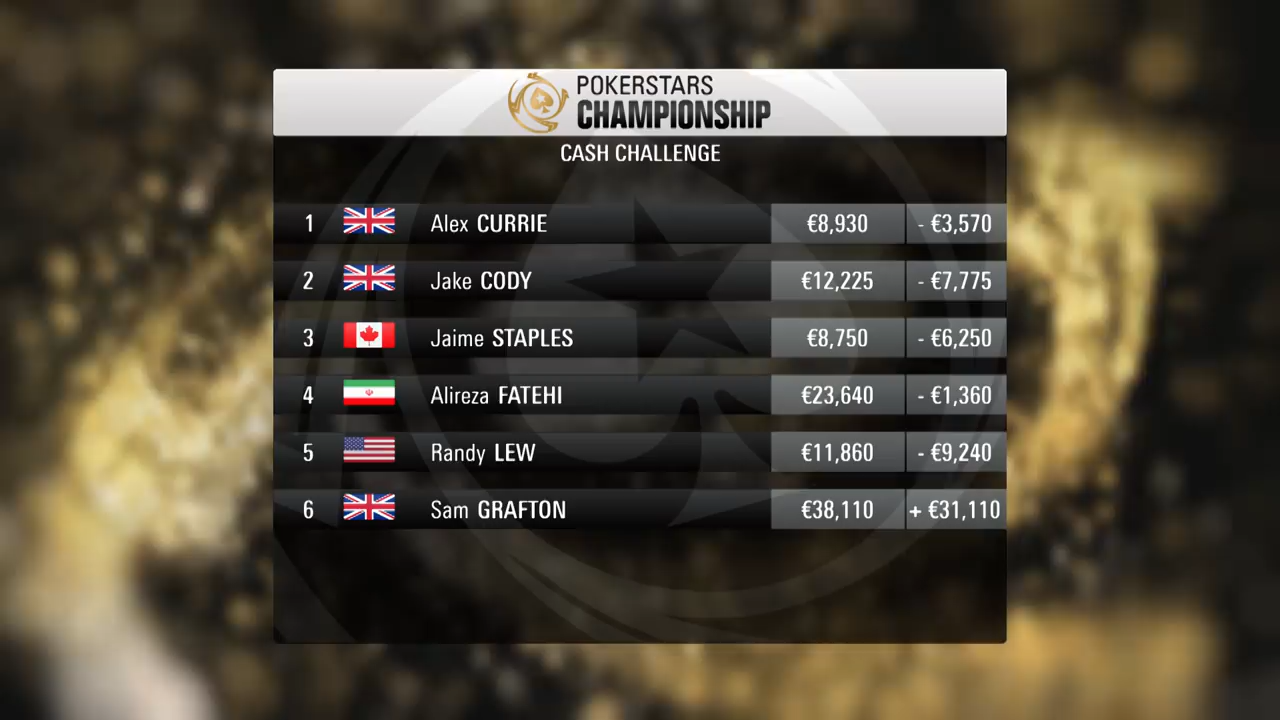 POKERSTARS
CHAMPIONSHIP
CASH CHALLENGE
1 Alex CURRIE €8,930 - €3,570
2 Jake CODY €12,225 - €7,775
3 Jaime STAPLES €8,750 - €6,250
4 Alireza FATEHI €23,640 - €1,360
5 Randy LEW €11,860 - €9,240
6 Sam GRAFTON €38,110 + €31,110